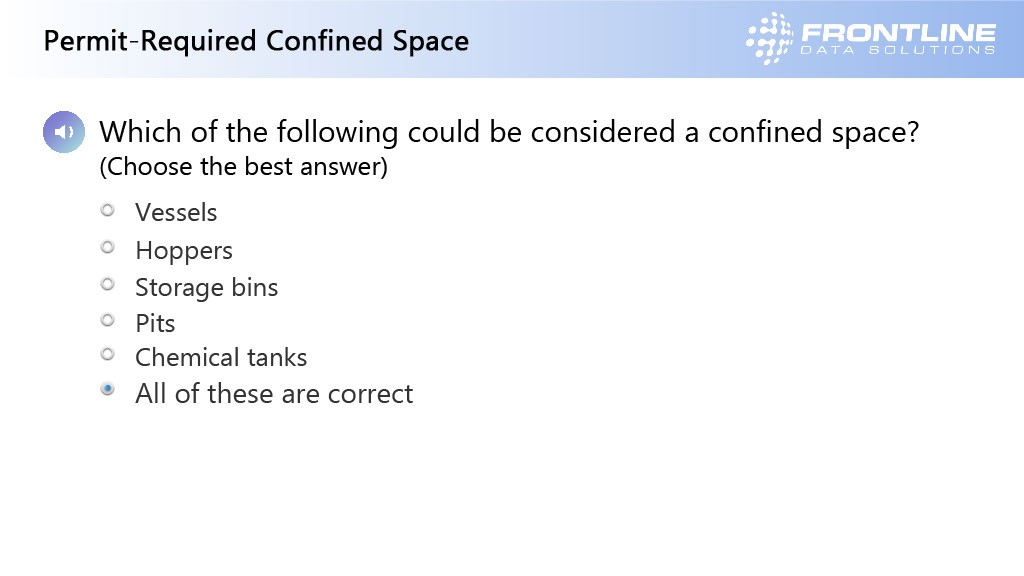 Permit-Required Confined Space
FRONTLINE
DATA SOLUTIONS
Which of the following could be considered a confined space?
(Choose the best answer)
Vessels
Hoppers
Storage bins
Pits
Chemical tanks
All of these are correct